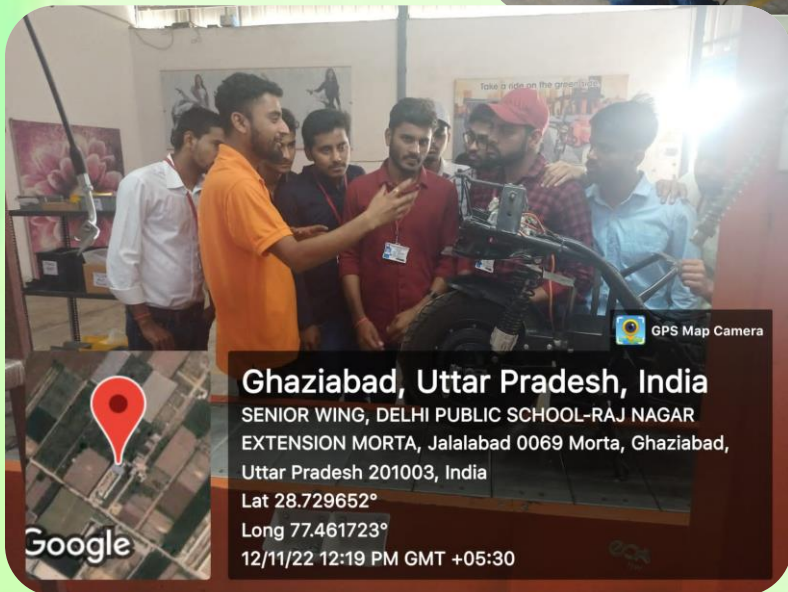 Take a ride on the green side
GPS Map Camera
Ghaziabad, Uttar Pradesh, India
SENIOR WING, DELHI PUBLIC SCHOOL-RAJ NAGAR
EXTENSION MORTA, Jalalabad 0069 Morta, Ghaziabad,
Uttar Pradesh 201003, India
Lat 28.729652°
Long 77.461723°
12/11/22 12:19 PM GMT +05:30
Google